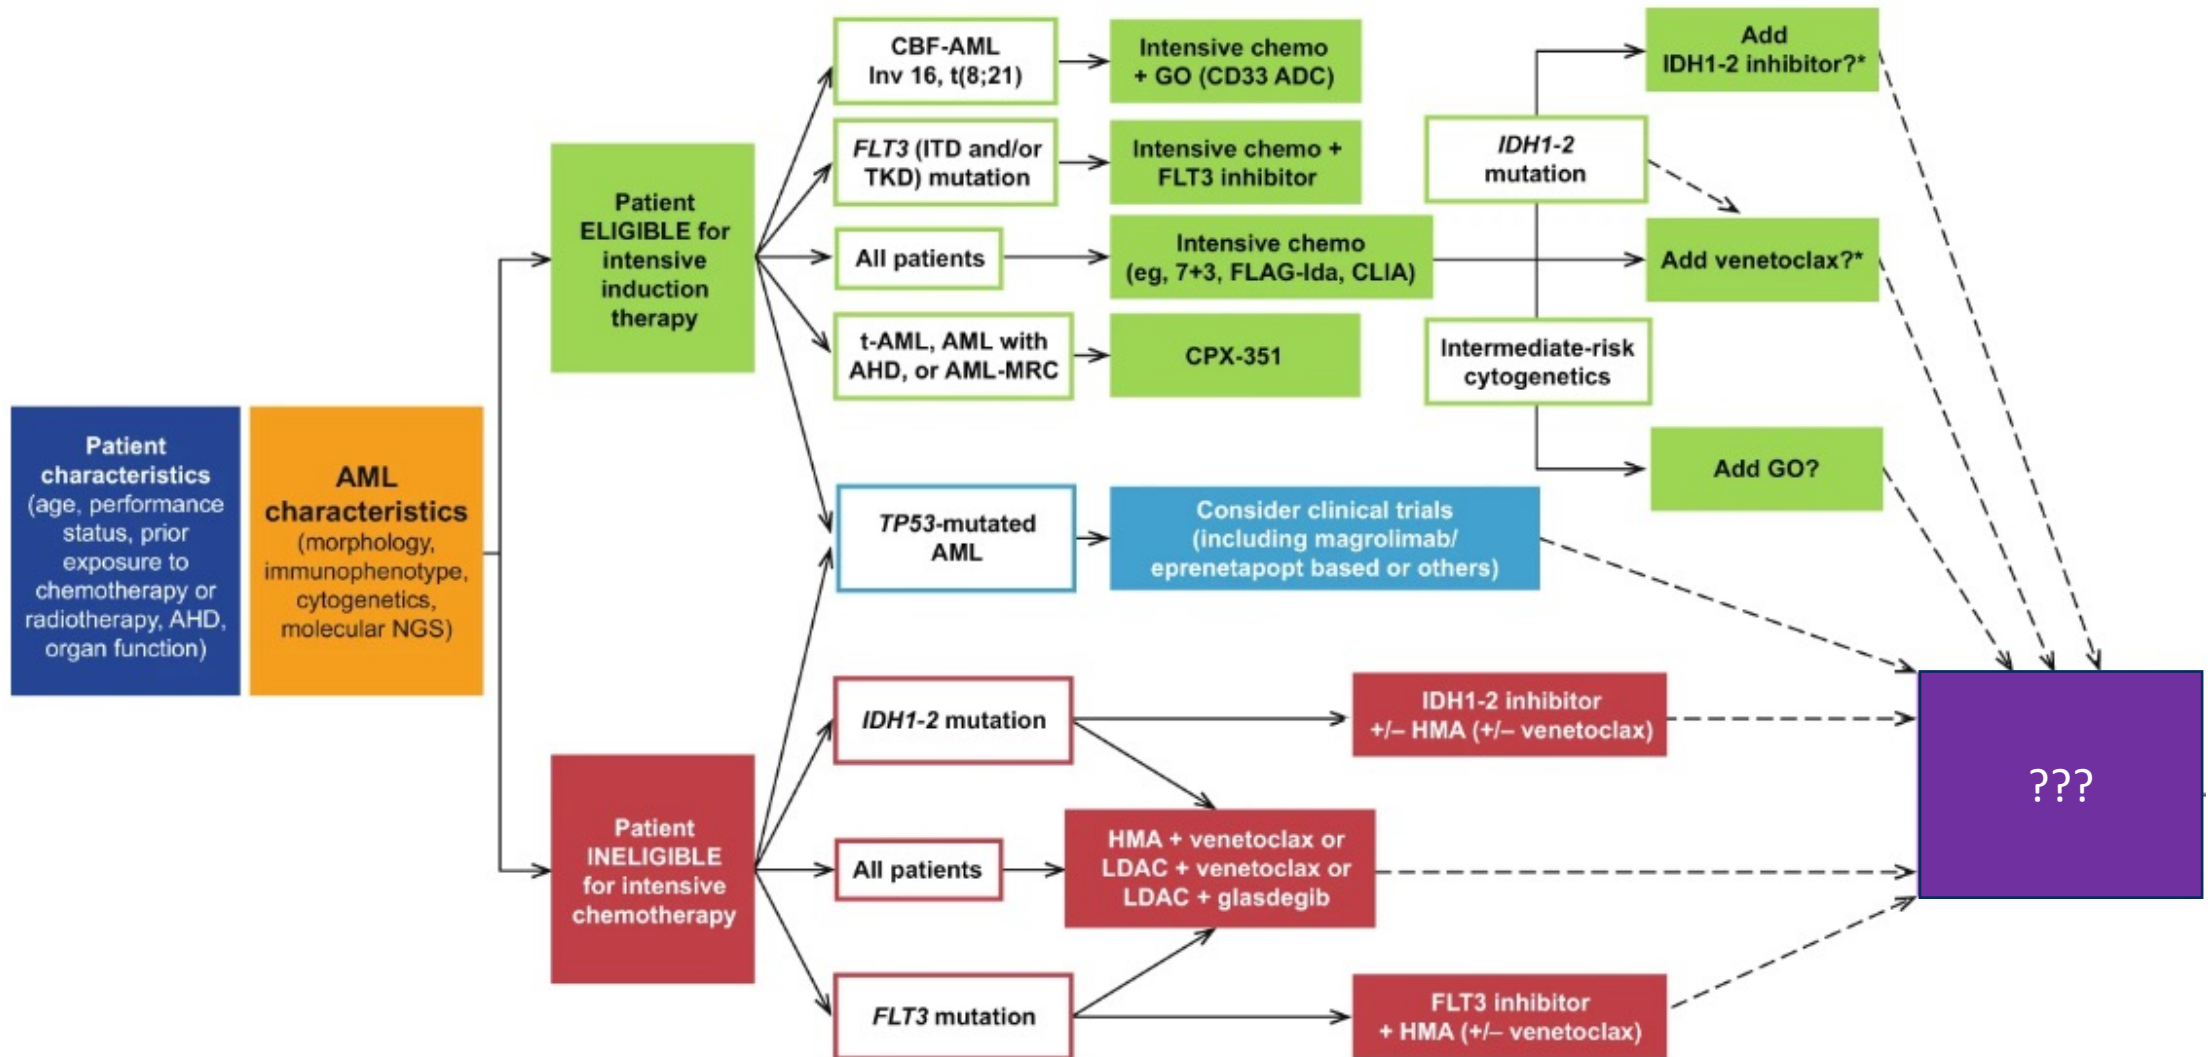 Patient
characteristics
(age, performance
status, prior
exposure to
chemotherapy or
radiotherapy, AHD,
organ function)
AML
characteristics
(morphology,
immunophenotype,
cytogenetics,
molecular NGS)
Patient
ELIGIBLE for
intensive
induction
therapy
CBF-AML
Inv 16, t(8;21)
Intensive chemo
+ GO (CD33 ADC)
FLT3 (ITD and/or
TKD) mutation
Intensive chemo +
FLT3 inhibitor
All patients
Intensive chemo
(eg, 7+3, FLAG-Ida, CLIA)
t-AML, AML with
AHD, or AML-MRC
CPX-351
IDH1-2
mutation
Intermediate-risk
cytogenetics
Add
IDH1-2 inhibitor?*
Add venetoclax?*
Add GO?
TP53-mutated
AML
Consider clinical trials
(including magrolimab/
eprenetapopt based or others)
Patient
INELIGIBLE
for intensive
chemotherapy
IDH1-2 mutation
IDH1-2 inhibitor
+/– HMA (+/– venetoclax)
All patients
HMA + venetoclax or
LDAC + venetoclax or
LDAC + glasdegib
FLT3 mutation
FLT3 inhibitor
+ HMA (+/– venetoclax)
???